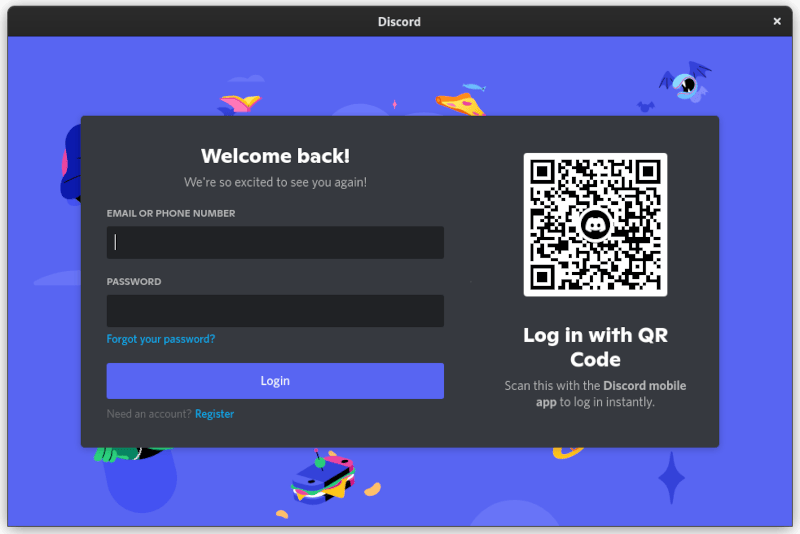 Discord
Welcome back!
We're so excited to see you again!
EMAIL OR PHONE NUMBER
PASSWORD
Forgot your password?
Login
Need an account? Register
Log in with QR
Code
Scan this with the Discord mobile
app to log in instantly.